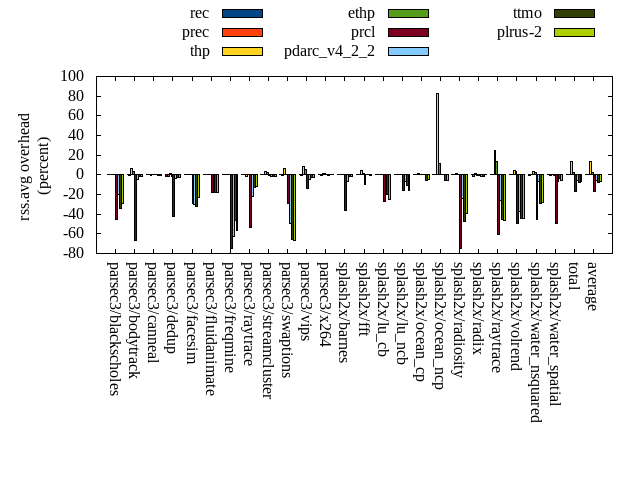 rec ethp ttmo
prec prcl plrus-2
thp pdarc_v4_2_2
rss.avg overhead
(percent)
100
80
60
40
20
0
-20
-40
-60
-80
parsec3/blackscholes
parsec3/bodytrack
parsec3/canneal
parsec3/dedup
parsec3/facesim
parsec3/fluidanimate
parsec3/freqmine
parsec3/raytrace
parsec3/streamcluster
parsec3/swaptions
parsec3/vips
parsec3/x264
splash2x/barnes
splash2x/fft
splash2x/lu_cb
splash2x/lu_ncb
splash2x/ocean_cp
splash2x/ocean_ncp
splash2x/radiosity
splash2x/radix
splash2x/raytrace
splash2x/volrend
splash2x/water_nsquared
splash2x/water_spatial
total
average